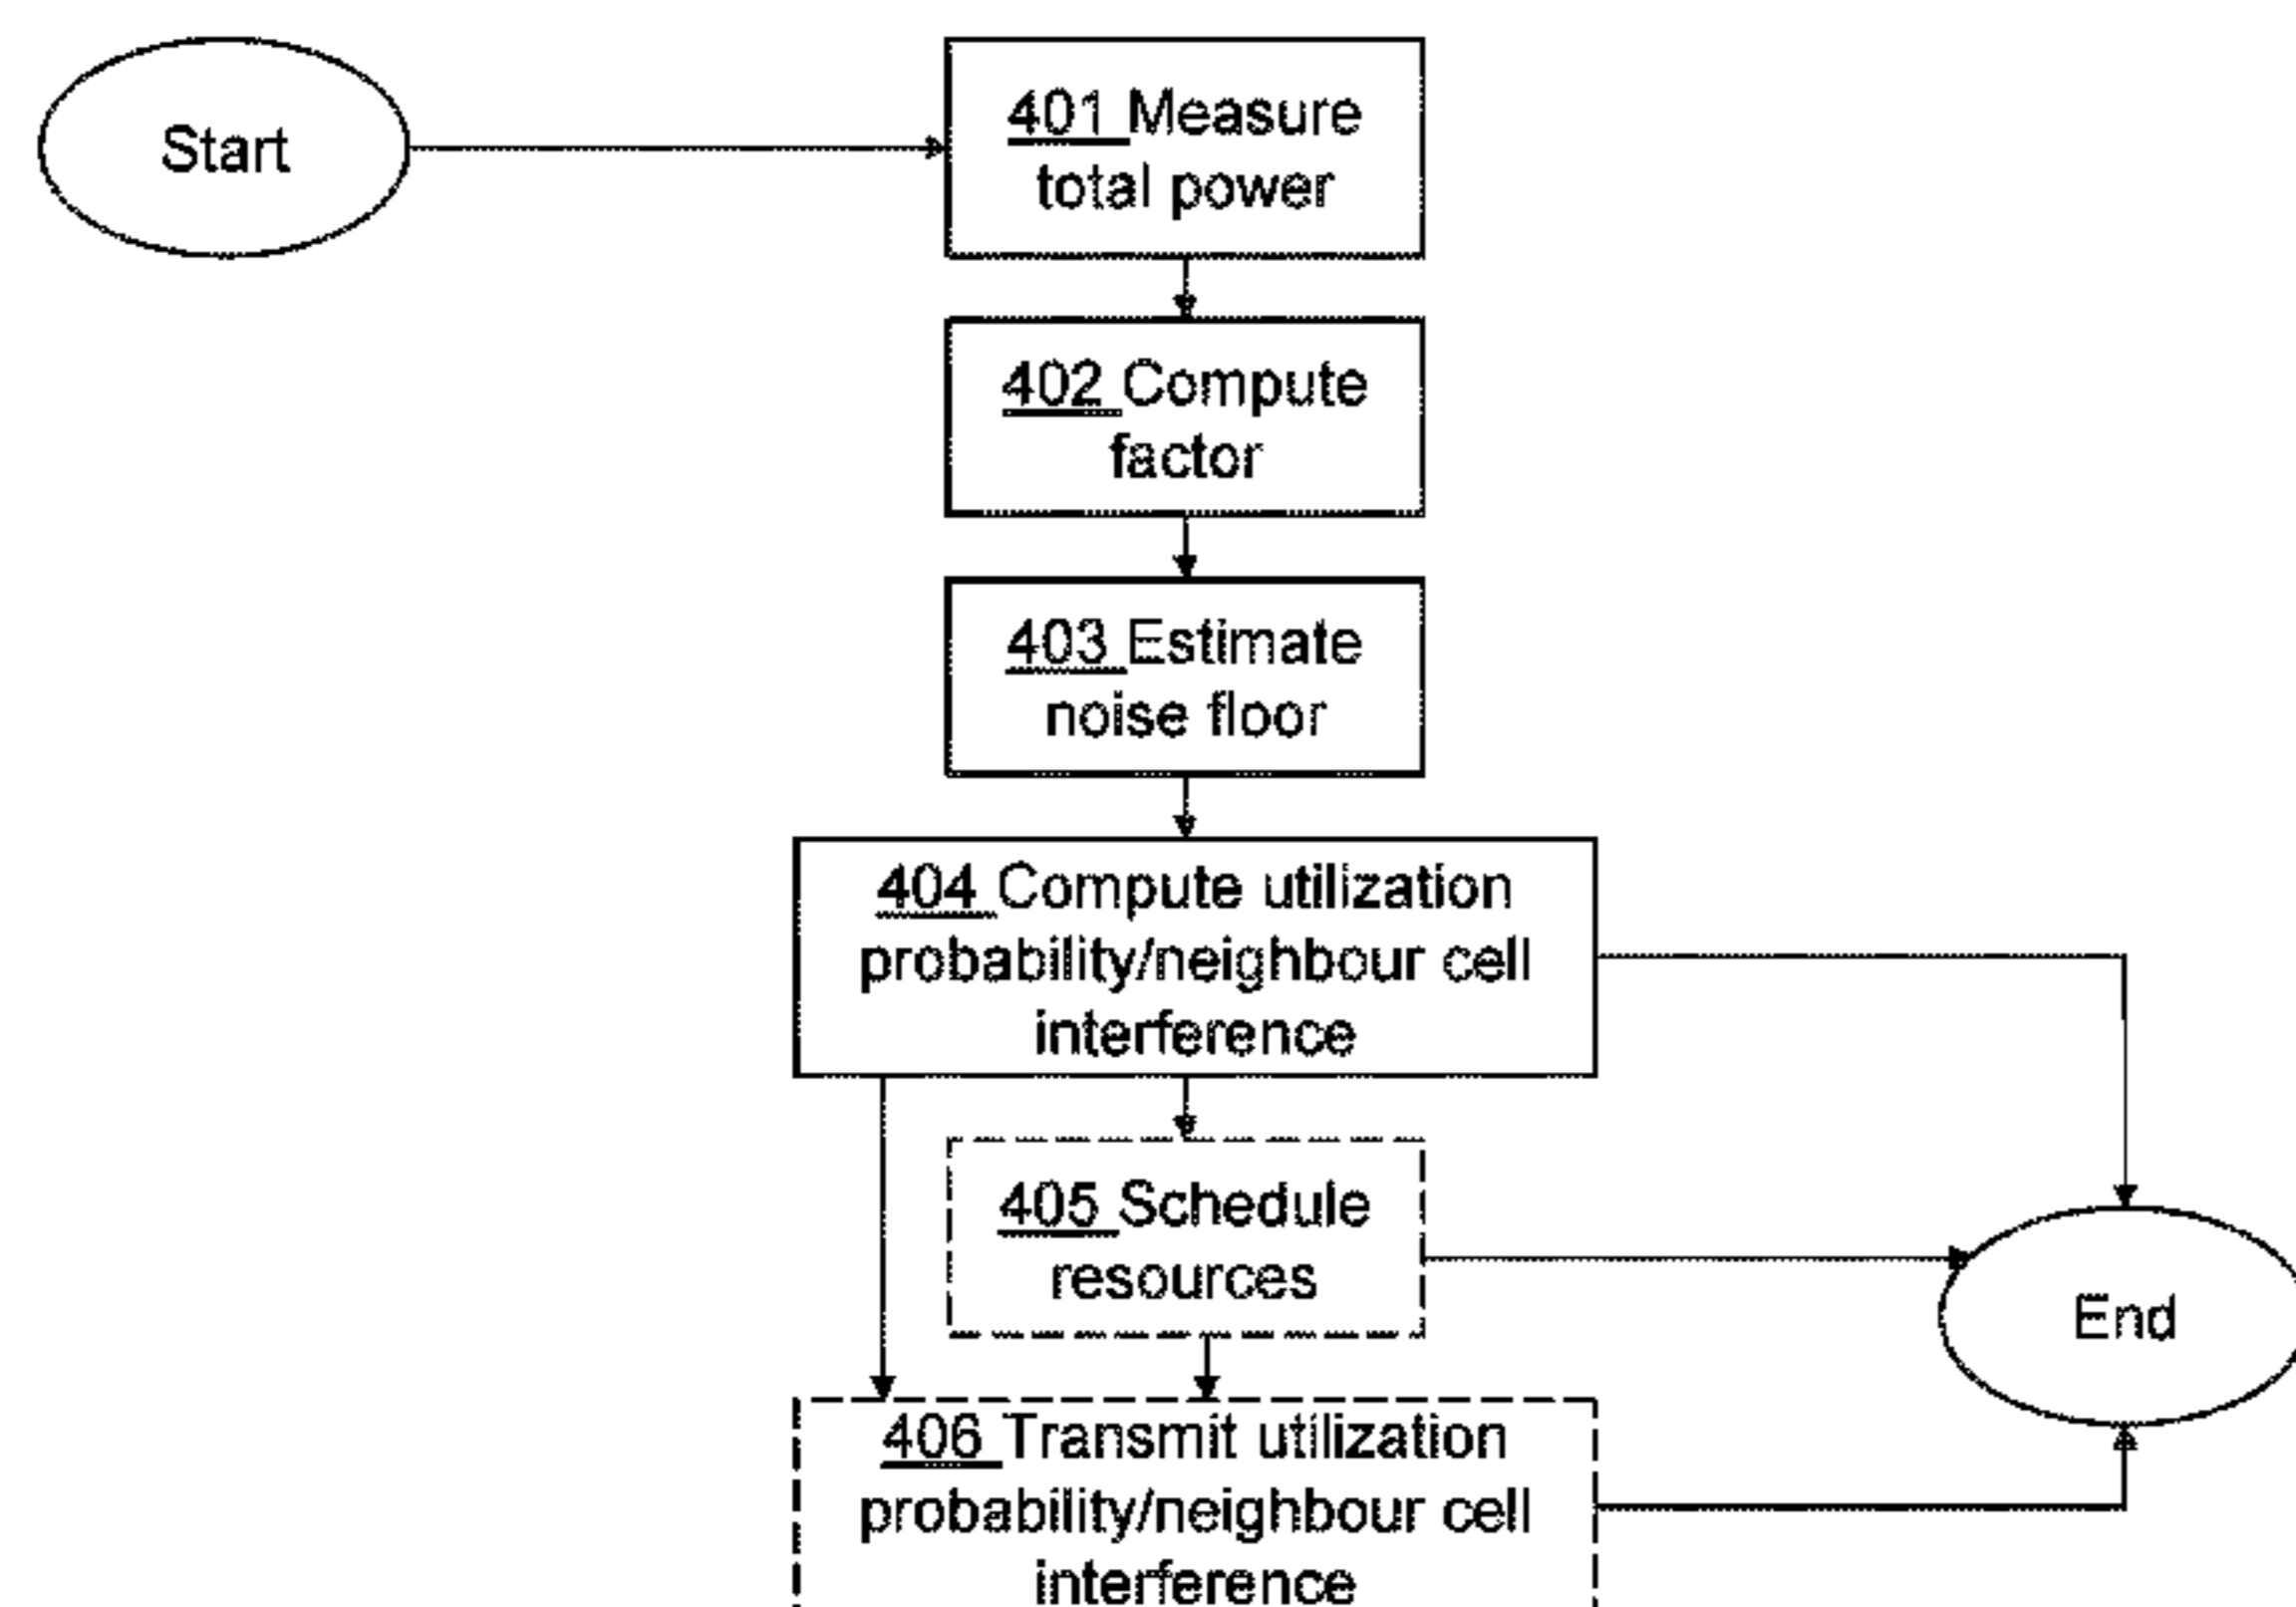 Start
401 Measure
total power
402 Compute
factor
403 Estimate
noise floor
404 Compute utilization
probability/neighbour cell
interference
405 Schedule
resources
End
406 Transmit utilization
probability/neighbour cell
interference